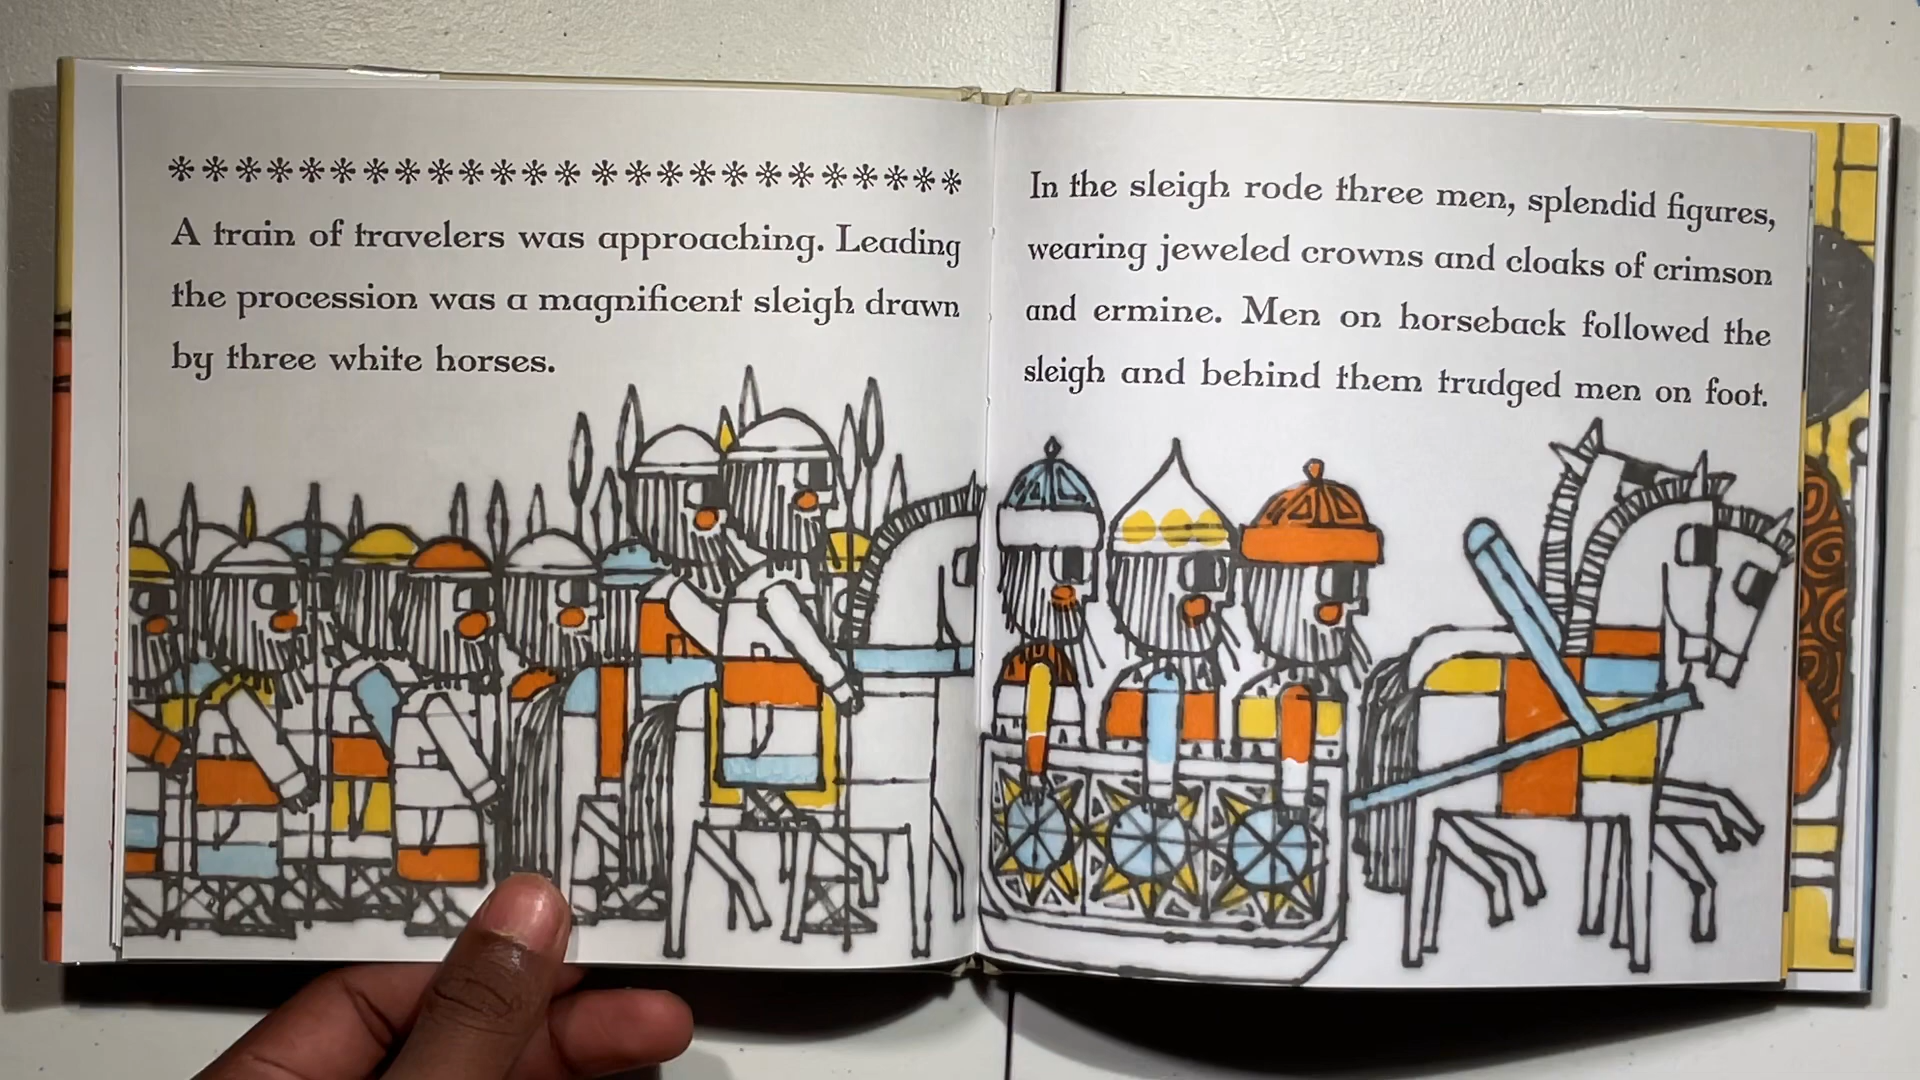 A train of travelers was approaching. Leading
the procession was a magnificent sleigh drawn
by three white horses.
In the sleigh rode three men, splendid figures,
wearing jeweled crowns and cloaks of crimson
and ermine. Men on horseback followed the
sleigh and behind them trudged men on foot.